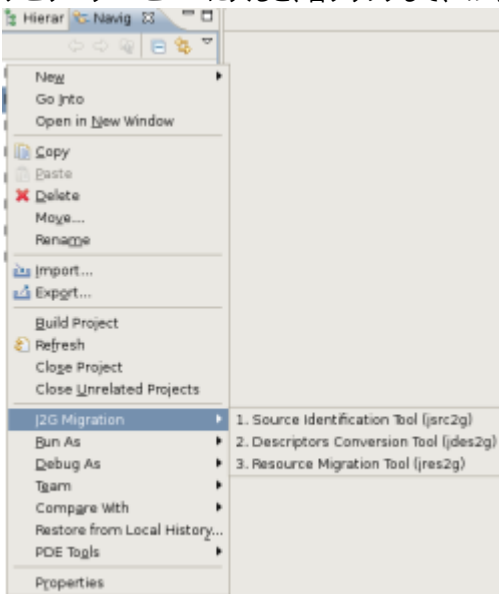 Hierar Navig
New
Go Into
Open in New Window
Copy
Paste
Delete
Move...
Rename
Import...
Export...
Build Project
Refresh
Close Project
Close Unrelated Projects
J2G Migration
1. Source Identification Tool (jsrc2g)
Run As
2. Descriptors Conversion Tool (jdes2g)
Debug As
3. Resource Migration Tool (jres2g)
Team
Compare With
Restore from Local History...
PDE Tools
Properties